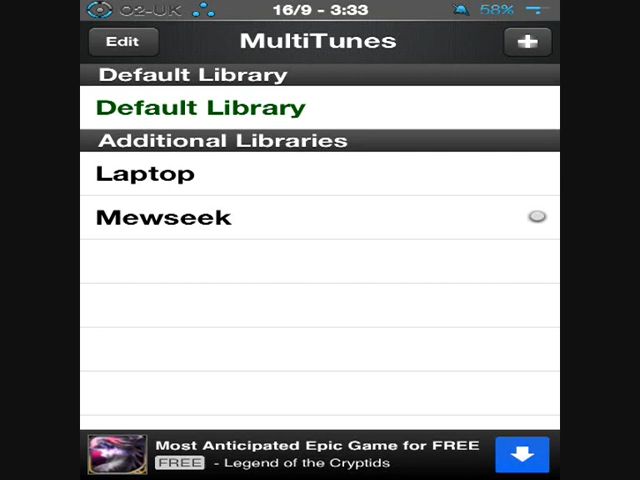 O2-UK 16/9 - 3:33 58%
Edit MultiTunes
Default Library
Default Library
Additional Libraries
Laptop
Mewseek
Most Anticipated Epic Game for FREE
FREE - Legend of the Cryptids